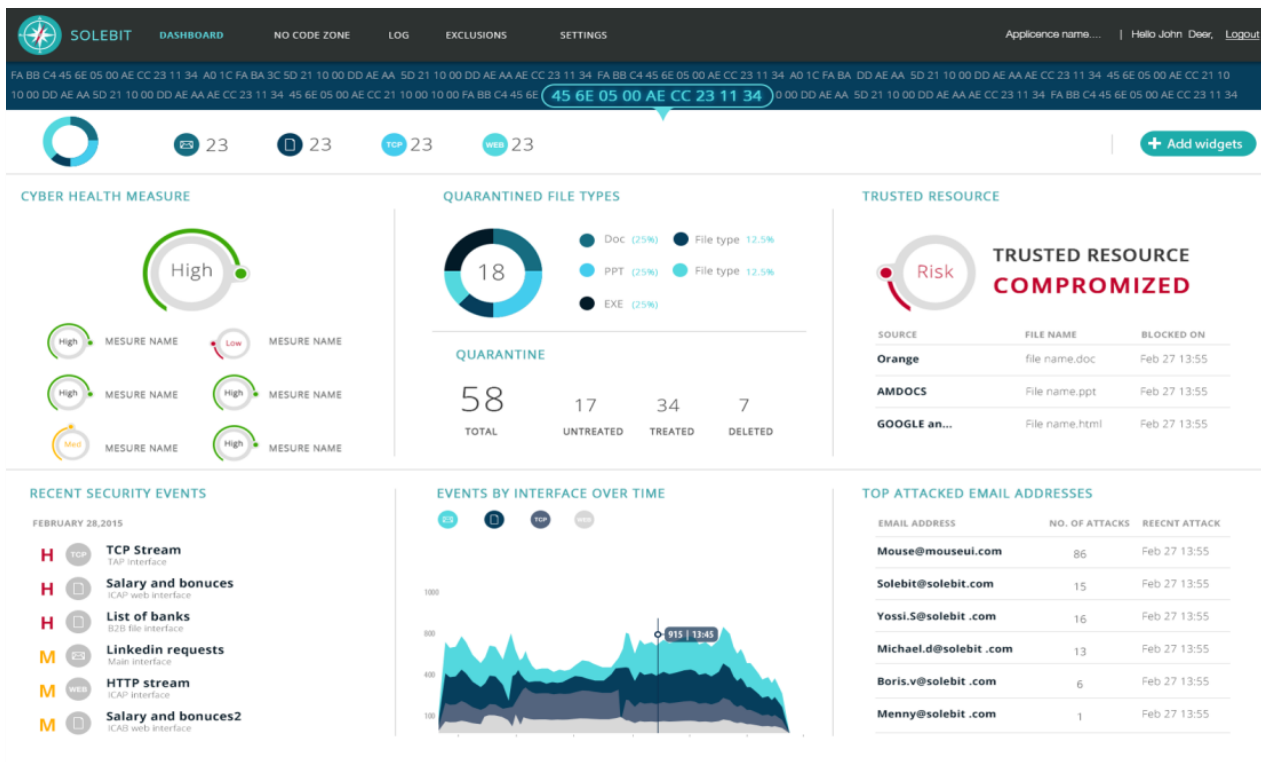 SOLEBIT DASHBOARD NO CODE ZONE LOG EXCLUSIONS SETTINGS Applicence name.... | Hello John Deer, Logout
FA BB C4 45 6E 05 00 AE CC 23 11 34 A0 1C FA BA 3C 5D 21 10 00 DD AE AA 5D 21 10 00 DD AE AA AE CC 23 11 34 FA BB C4 45 6E 05 00 AE CC 23 11 34 A0 1C FA BA DD AE AA 5D 21 10 00 DD AE AA AE CC 23 11 34 45 6E 05 00 AE CC 21 10
10 00 DD AE AA 5D 21 10 00 DD AE AA AE CC 23 11 34 45 6E 05 00 AE CC 21 10 00 10 00 FA BB C4 45 6E 45 6E 05 00 AE CC 23 11 34 0 00 DD AE AA 5D 21 10 00 DD AE AA AE CC 23 11 34 FA BB C4 45 6E 05 00 AE CC 23 11 34
23 23 TCP 23 WEB 23 + Add widgets
CYBER HEALTH MEASURE
High
High MESURE NAME Low MESURE NAME
High MESURE NAME High MESURE NAME
Med MESURE NAME High MESURE NAME
QUARANTINED FILE TYPES
18
Doc (25%) File type 12.5%
PPT (25%) File type 12.5%
EXE (25%)
QUARANTINE
58 17 34 7
TOTAL UNTREATED TREATED DELETED
TRUSTED RESOURCE
Risk
TRUSTED RESOURCE
COMPROMIZED
SOURCE FILE NAME BLOCKED ON
Orange file name.doc Feb 27 13:55
AMDOCS File name.ppt Feb 27 13:55
GOOGLE an... File name.html Feb 27 13:55
RECENT SECURITY EVENTS
FEBRUARY 28,2015
H TCP TCP Stream
TAP Interface
H Salary and bonuces
ICAP web interface
H List of banks
B2B file interface
M Linkedin requests
Main interface
M WEB HTTP stream
ICAP interface
M Salary and bonuces2
ICAB web interface
EVENTS BY INTERFACE OVER TIME
TCP WEB
1000
800
915 | 13:45
400
100
TOP ATTACKED EMAIL ADDRESSES
EMAIL ADDRESS NO. OF ATTACKS REECNT ATTACK
Mouse@mouseui.com 86 Feb 27 13:55
Solebit@solebit.com 15 Feb 27 13:55
Yossi.S@solebit .com 16 Feb 27 13:55
Michael.d@solebit .com 13 Feb 27 13:55
Boris.v@solebit .com 6 Feb 27 13:55
Menny@solebit .com 1 Feb 27 13:55